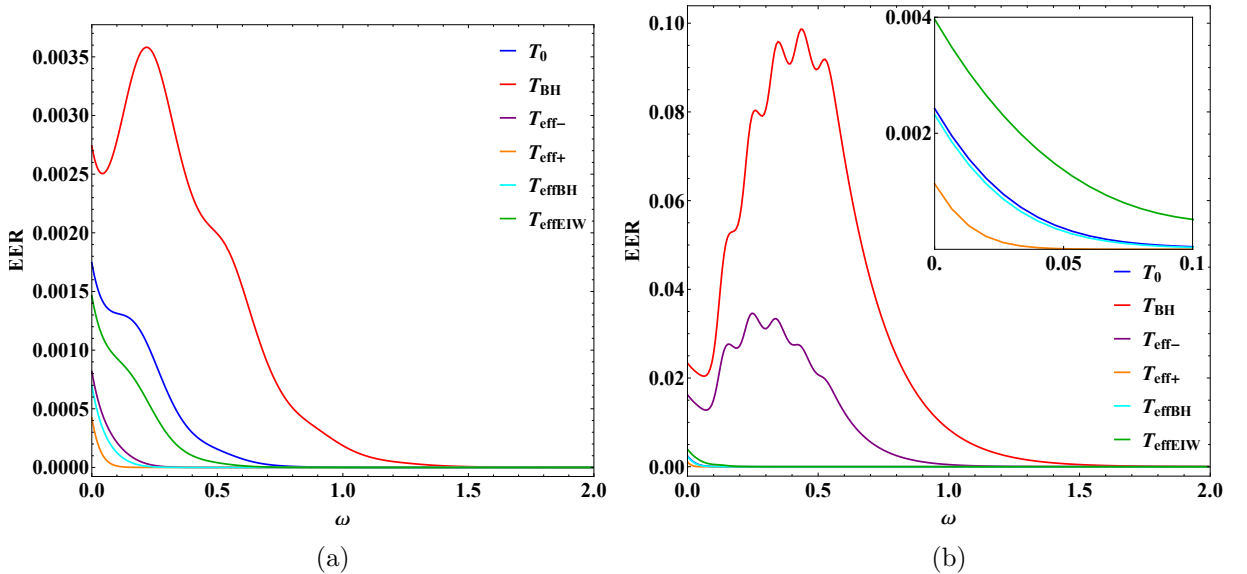 EER
0.0035
0.0030
0.0025
0.0020
0.0015
0.0010
0.0005
0.0000
0.0
0.5
1.0
1.5
2.0
ω
T0
TBH
Teff−
Teff+
TeffBH
TeffEIW
(a)
EER
0.10
0.08
0.06
0.04
0.02
0.00
0.0
0.5
1.0
1.5
2.0
ω
0.004
0.002
0.
0.05
0.1
T0
TBH
Teff−
Teff+
TeffBH
TeffEIW
(b)